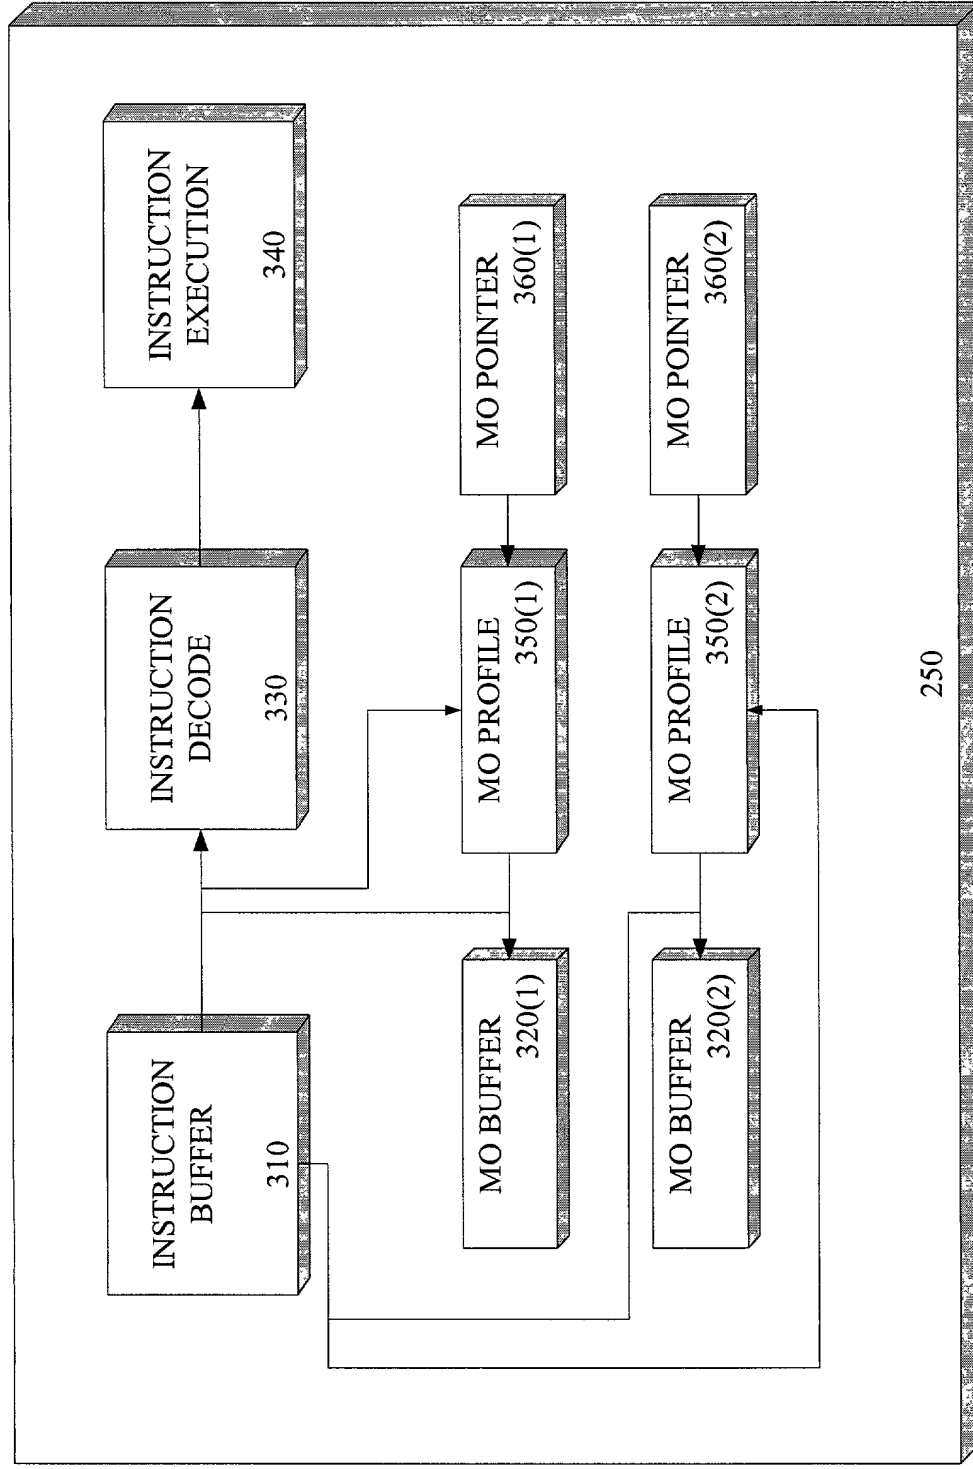 INSTRUCTION
BUFFER
310
INSTRUCTION
DECODE
330
INSTRUCTION
EXECUTION
340
MO BUFFER
320(1)
MO PROFILE
350(1)
MO POINTER
360(1)
MO BUFFER
320(2)
MO PROFILE
350(2)
MO POINTER
360(2)
250